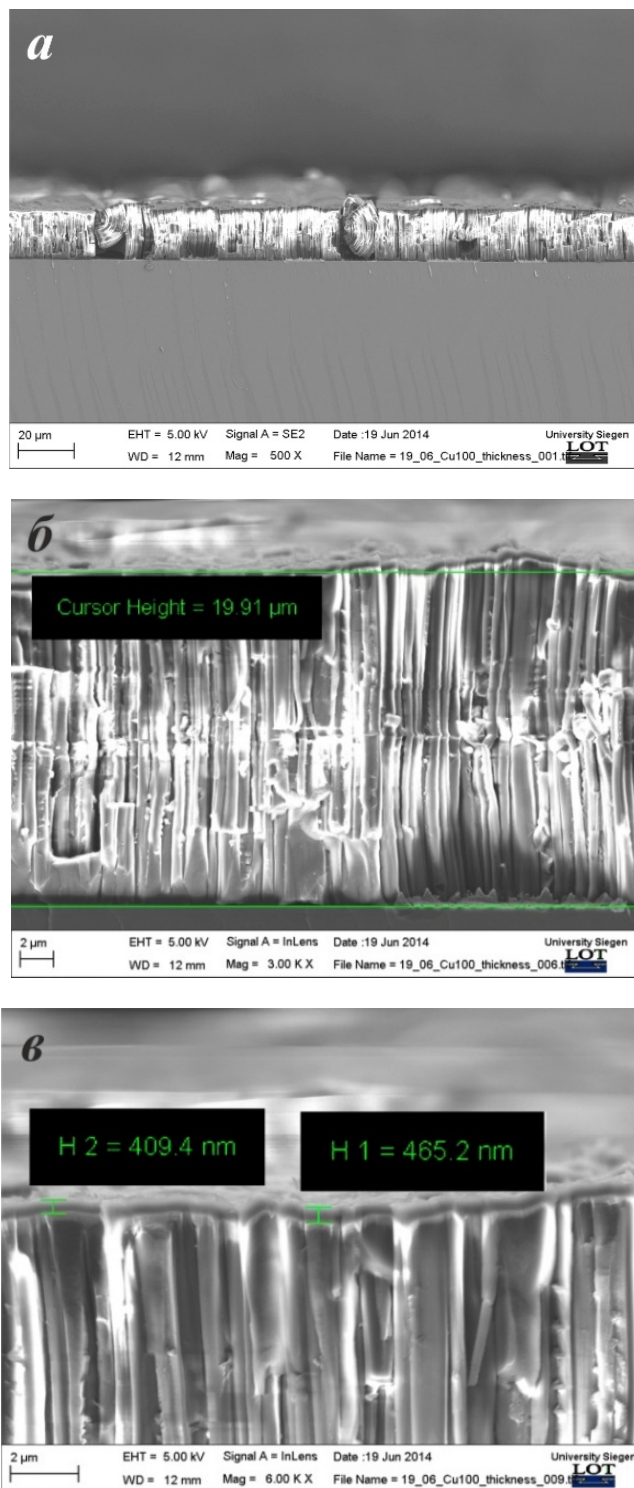 а
20 µm
EHT = 5.00 kV
Signal A = SE2
Date :19 Jun 2014
University Siegen
WD = 12 mm
Mag = 500 X
File Name = 19_06_Cu100_thickness_001.t
LOT
б
Cursor Height = 19.91 µm
2 µm
EHT = 5.00 kV
Signal A = InLens
Date :19 Jun 2014
University Siegen
WD = 12 mm
Mag = 3.00 K X
File Name = 19_06_Cu100_thickness_006.t
LOT
в
H 2 = 409.4 nm
H 1 = 465.2 nm
2 µm
EHT = 5.00 kV
Signal A = InLens
Date :19 Jun 2014
University Siegen
WD = 12 mm
Mag = 6.00 K X
File Name = 19_06_Cu100_thickness_009.t
LOT